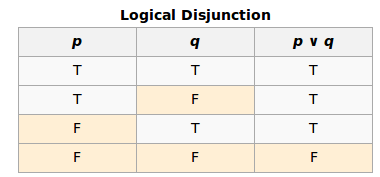 Logical Disjunction
p q p ∨ q
T T T
T F T
F T T
F F F